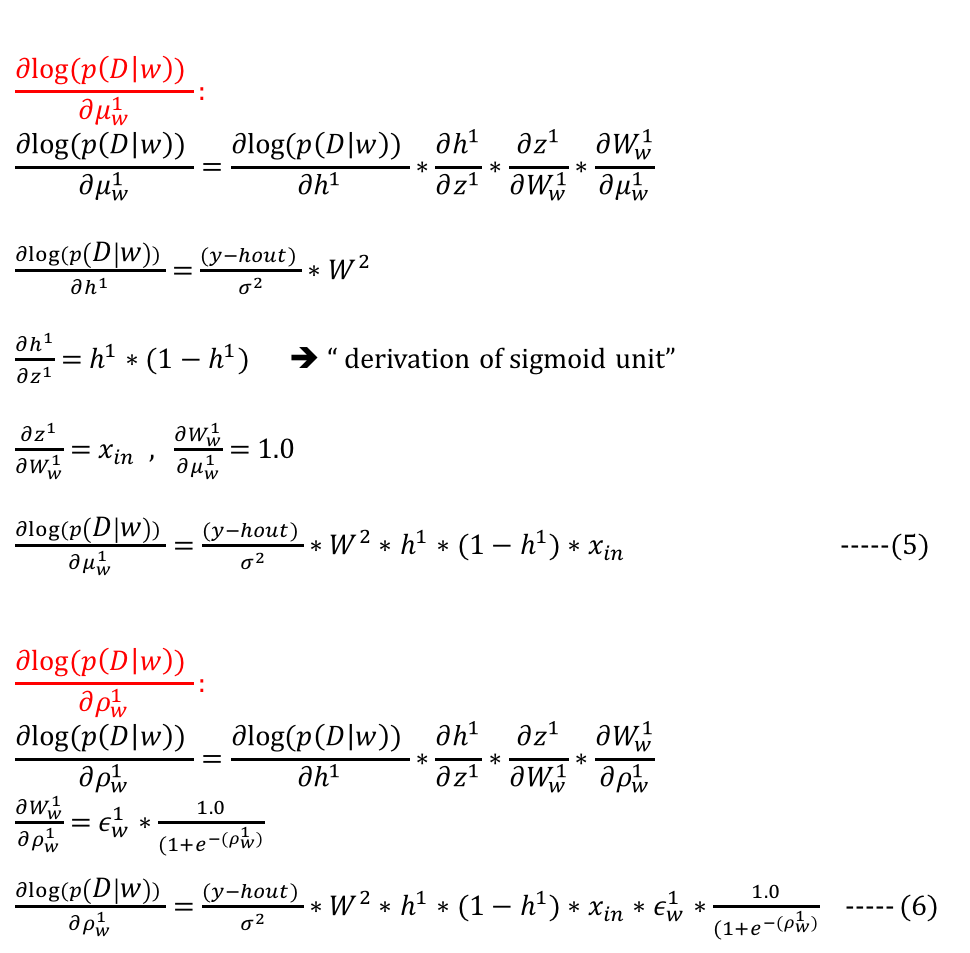 ∂log(p(D|w))/∂μ_w^1 :
∂log(p(D|w))/∂μ_w^1 = ∂log(p(D|w))/∂h^1 * ∂h^1/∂z^1 * ∂z^1/∂W_w^1 * ∂W_w^1/∂μ_w^1
∂log(p(D|w))/∂h^1 = (y−hout)/σ^2 * W^2
∂h^1/∂z^1 = h^1 * (1 − h^1) ➔ “ derivation of sigmoid unit”
∂z^1/∂W_w^1 = x_in , ∂W_w^1/∂μ_w^1 = 1.0
∂log(p(D|w))/∂μ_w^1 = (y−hout)/σ^2 * W^2 * h^1 * (1 − h^1) * x_in -----(5)
∂log(p(D|w))/∂ρ_w^1 :
∂log(p(D|w))/∂ρ_w^1 = ∂log(p(D|w))/∂h^1 * ∂h^1/∂z^1 * ∂z^1/∂W_w^1 * ∂W_w^1/∂ρ_w^1
∂W_w^1/∂ρ_w^1 = ϵ_w^1 * 1.0/(1+e^−(ρ_w^1)
∂log(p(D|w))/∂ρ_w^1 = (y−hout)/σ^2 * W^2 * h^1 * (1 − h^1) * x_in * ϵ_w^1 * 1.0/(1+e^−(ρ_w^1) ----- (6)